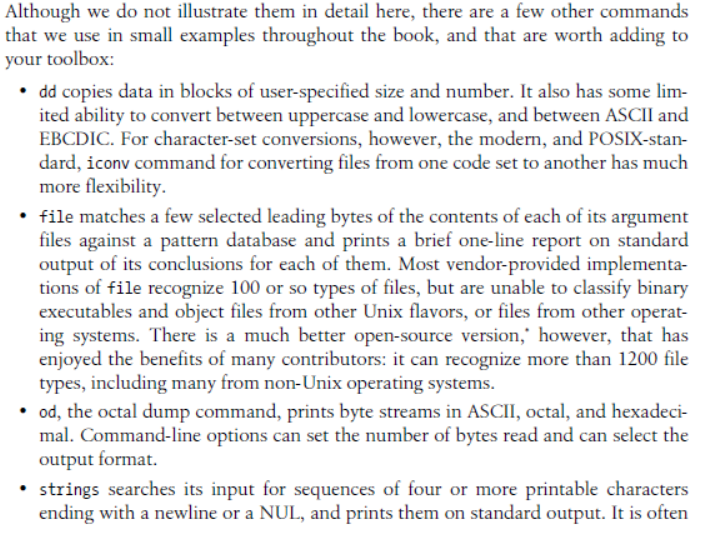 Although we do not illustrate them in detail here, there are a few other commands
that we use in small examples throughout the book, and that are worth adding to
your toolbox:
• dd copies data in blocks of user-specified size and number. It also has some lim-
ited ability to convert between uppercase and lowercase, and between ASCII and
EBCDIC. For character-set conversions, however, the modern, and POSIX-stan-
dard, iconv command for converting files from one code set to another has much
more flexibility.
• file matches a few selected leading bytes of the contents of each of its argument
files against a pattern database and prints a brief one-line report on standard
output of its conclusions for each of them. Most vendor-provided implementa-
tions of file recognize 100 or so types of files, but are unable to classify binary
executables and object files from other Unix flavors, or files from other operat-
ing systems. There is a much better open-source version,* however, that has
enjoyed the benefits of many contributors: it can recognize more than 1200 file
types, including many from non-Unix operating systems.
• od, the octal dump command, prints byte streams in ASCII, octal, and hexadeci-
mal. Command-line options can set the number of bytes read and can select the
output format.
• strings searches its input for sequences of four or more printable characters
ending with a newline or a NUL, and prints them on standard output. It is often